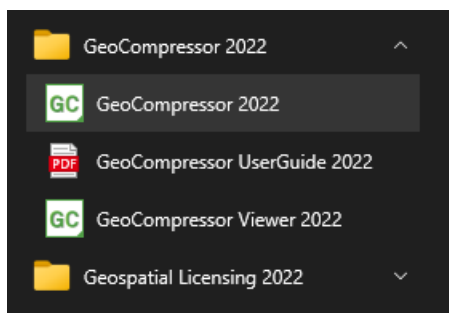 GeoCompressor 2022
GC GeoCompressor 2022
PDF GeoCompressor UserGuide 2022
GC GeoCompressor Viewer 2022
Geospatial Licensing 2022